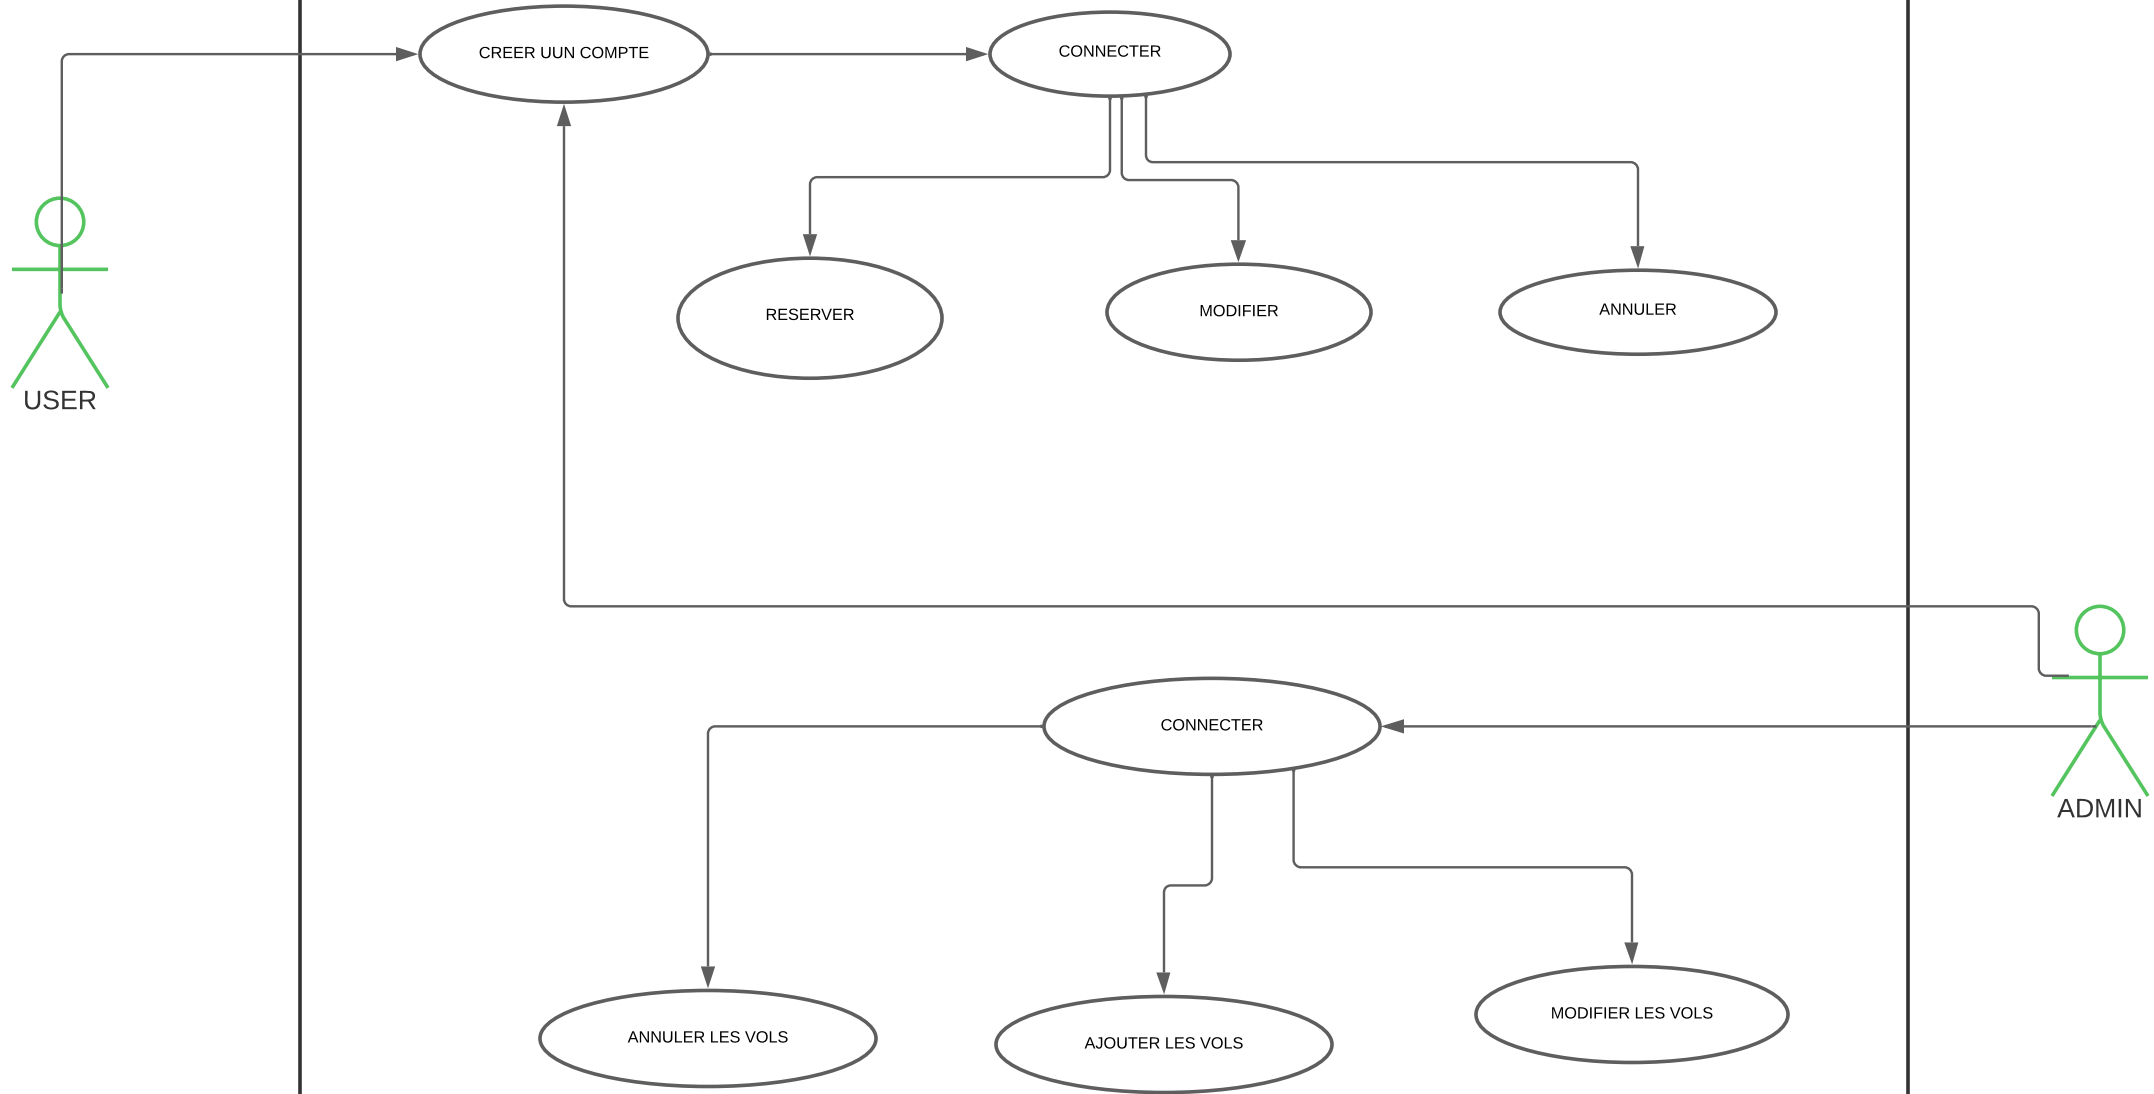 CREER UUN COMPTE
CONNECTER
RESERVER
MODIFIER
ANNULER
USER
CONNECTER
ADMIN
ANNULER LES VOLS
AJOUTER LES VOLS
MODIFIER LES VOLS